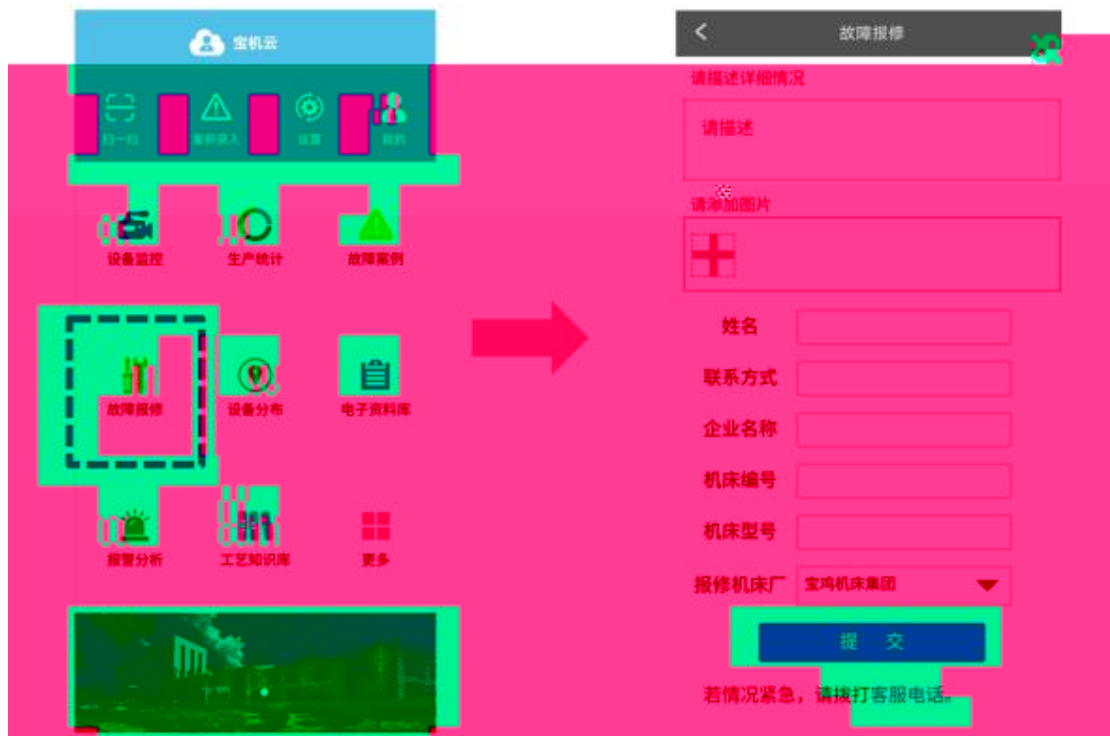 宝机云
扫一扫 案例录入 设置 我的
设备监控 生产统计 故障案例
故障报修 设备分布 电子资料库
报警分析 工艺知识库 更多
故障报修
请描述详细情况
请描述
请添加图片
姓名
联系方式
企业名称
机床编号
机床型号
报修机床厂 宝鸡机床集团
提 交
若情况紧急，请拨打客服电话。